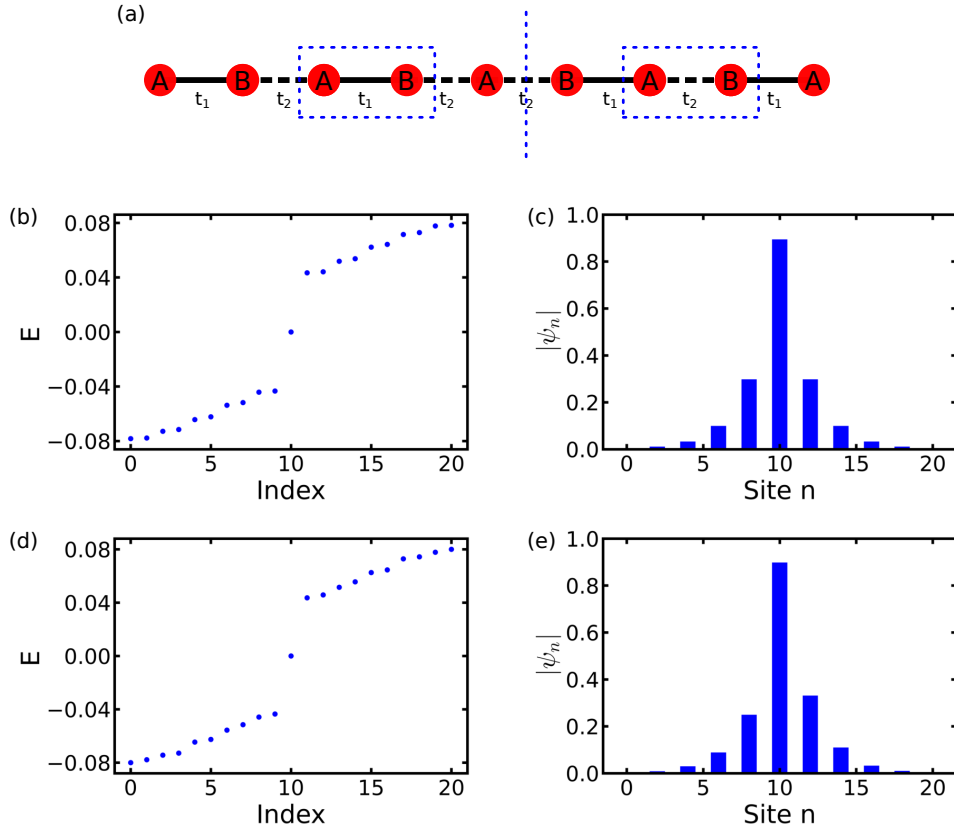 (a)
A B A B A B A B A
t₁ t₂ t₁ t₂ t₂ t₁ t₂ t₁
(b)
E
0.08
0.04
0.00
−0.04
−0.08
0 5 10 15 20
Index
(c)
|ψₙ|
1.0
0.8
0.6
0.4
0.2
0.0
0 5 10 15 20
Site n
(d)
E
0.08
0.04
0.00
−0.04
−0.08
0 5 10 15 20
Index
(e)
|ψₙ|
1.0
0.8
0.6
0.4
0.2
0.0
0 5 10 15 20
Site n